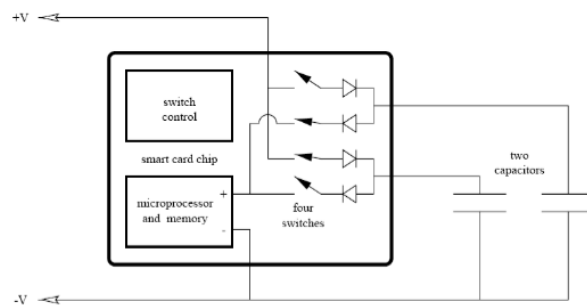 +V
switch
control
smart card chip
two
capacitors
microprocessor
and memory
+
-
four
switches
-V